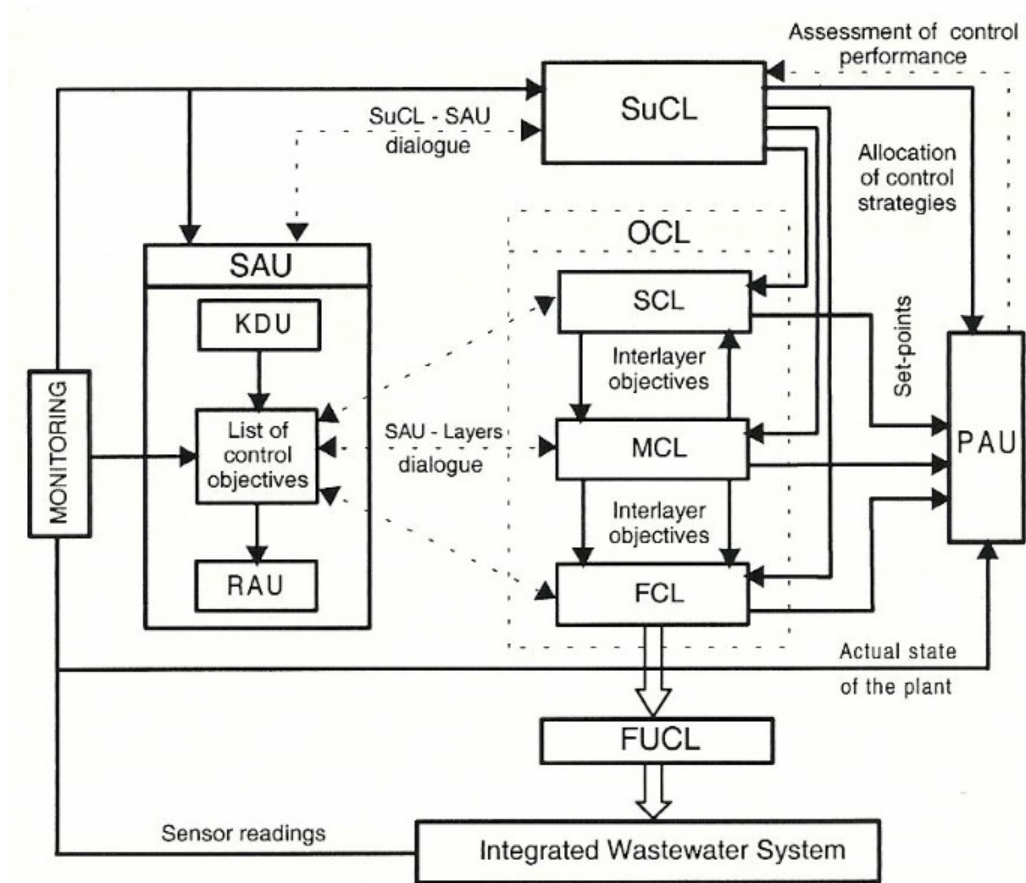 Assessment of control
performance
SuCL
SuCL - SAU
dialogue
Allocation
of control
strategies
OCL
SAU
SCL
KDU
Interlayer
objectives
Set-points
MONITORING
List of
control
objectives
SAU - Layers
dialogue
MCL
PAU
Interlayer
objectives
RAU
FCL
Actual state
of the plant
FUCL
Sensor readings
Integrated Wastewater System